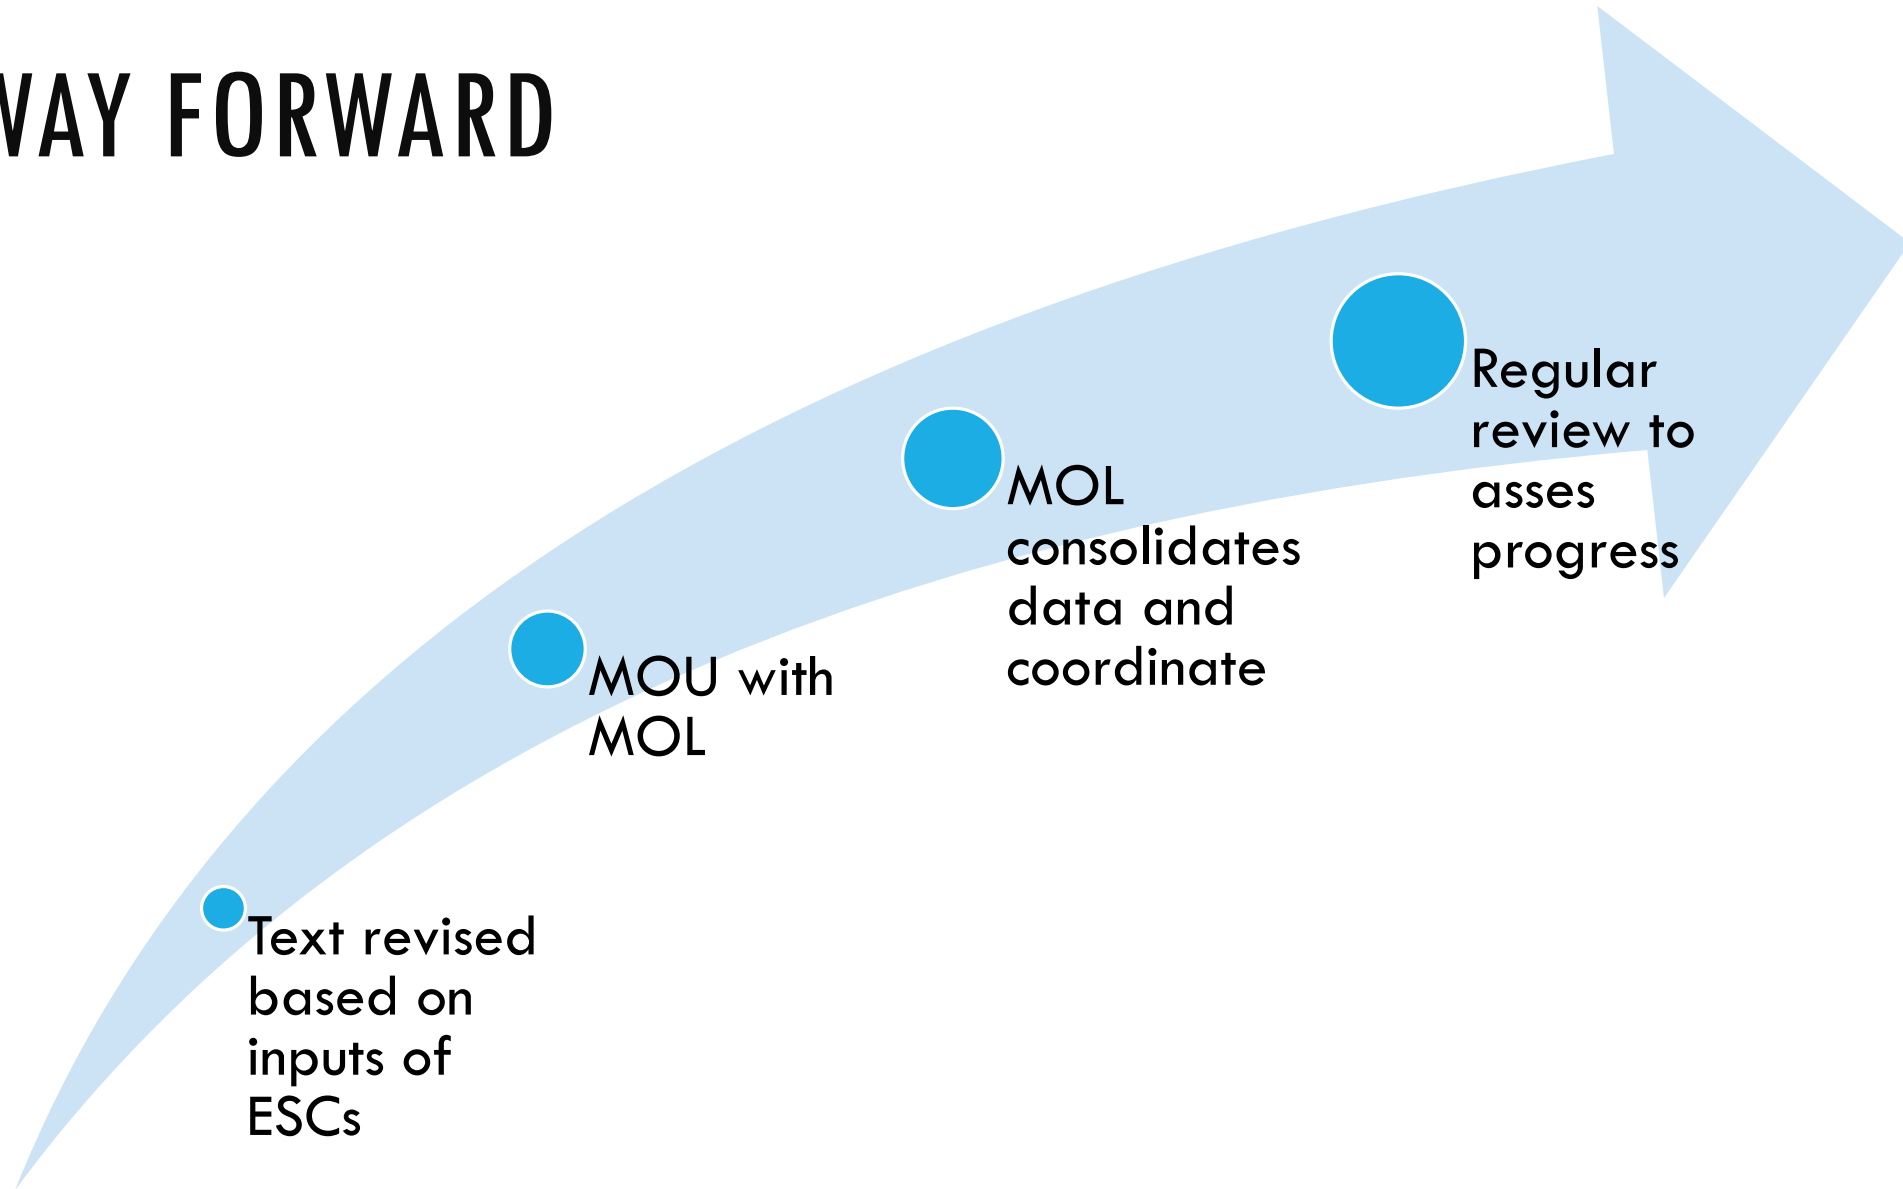 WAY FORWARD
Regular
review to
asses
progress
MOL
consolidates
data and
coordinate
MOU with
MOL
Text revised
based on
inputs of
ESCs